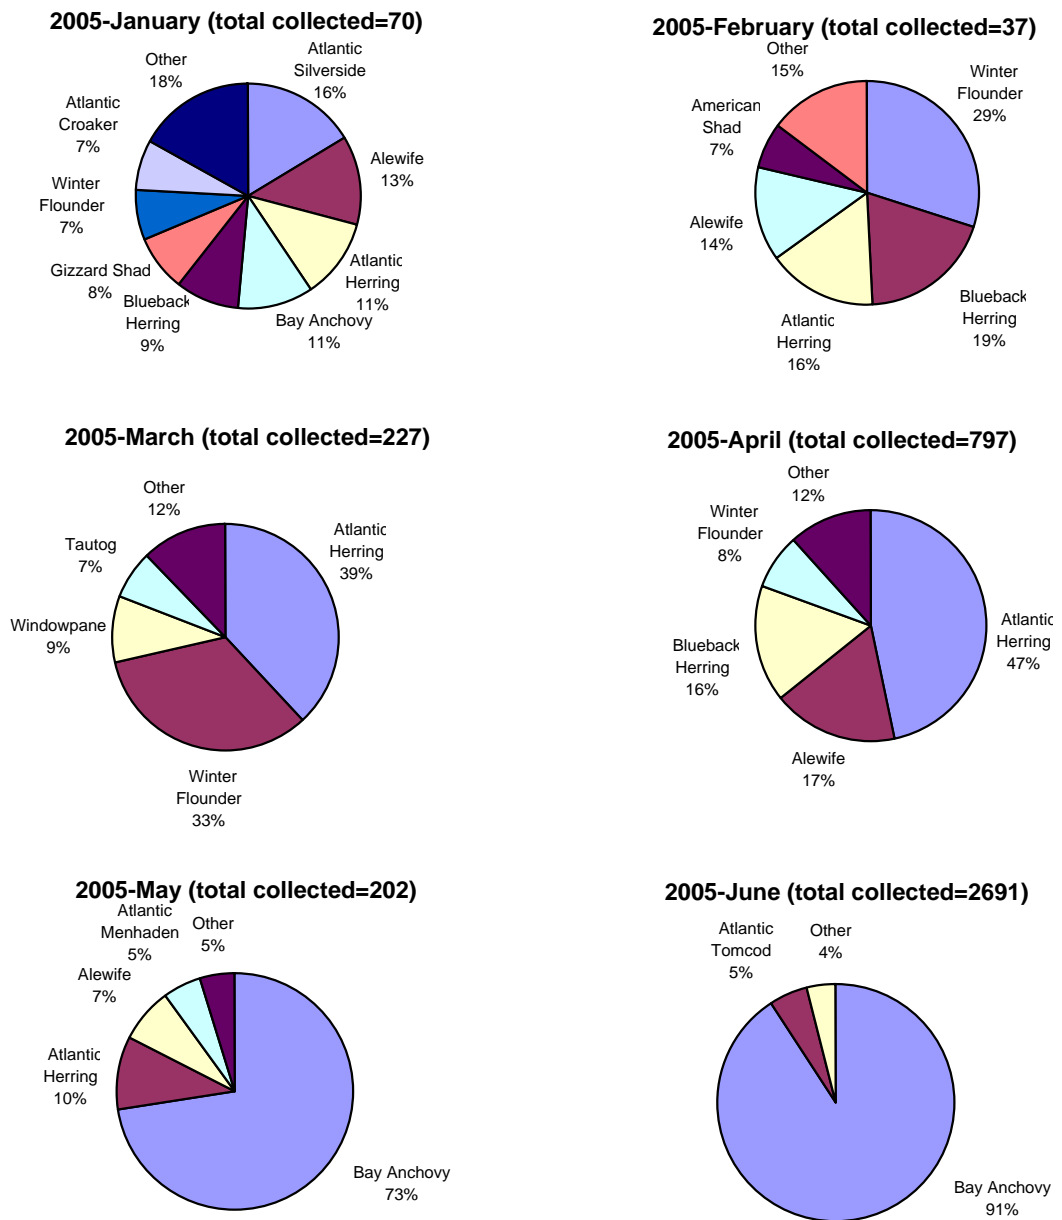 2005-January (total collected=70)
Other
18%
Atlantic
Silverside
16%
Atlantic
Croaker
7%
Alewife
13%
Winter
Flounder
7%
Atlantic
Herring
11%
Gizzard Shad
8%
Blueback
Herring
9%
Bay Anchovy
11%
2005-February (total collected=37)
Other
15%
Winter
Flounder
29%
American
Shad
7%
Alewife
14%
Blueback
Herring
19%
Atlantic
Herring
16%
2005-March (total collected=227)
Other
12%
Atlantic
Herring
39%
Tautog
7%
Windowpane
9%
Winter
Flounder
33%
2005-April (total collected=797)
Other
12%
Winter
Flounder
8%
Atlantic
Herring
47%
Blueback
Herring
16%
Alewife
17%
2005-May (total collected=202)
Atlantic
Menhaden
5%
Other
5%
Alewife
7%
Atlantic
Herring
10%
Bay Anchovy
73%
2005-June (total collected=2691)
Atlantic
Tomcod
5%
Other
4%
Bay Anchovy
91%